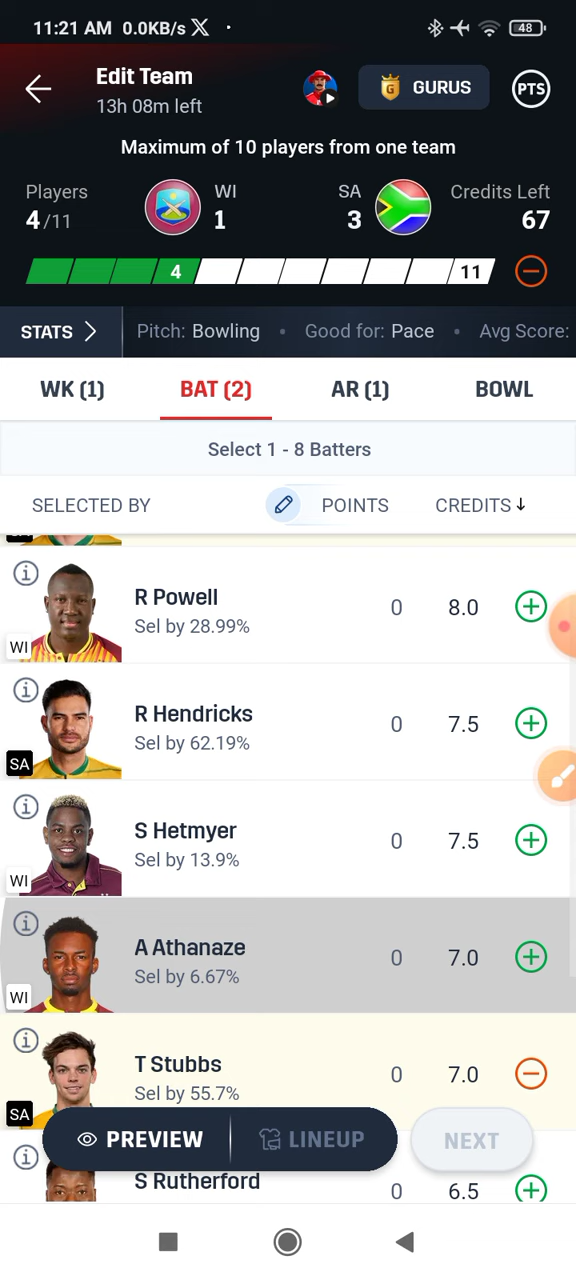 11:21 AM 0.0KB/s X 48
Edit Team
13h 08m left
G GURUS
PTS
Maximum of 10 players from one team
Players
4/11
WI
1
SA
3
Credits Left
67
4 11
STATS Pitch: Bowling • Good for: Pace • Avg Score:
WK (1) BAT (2) AR (1) BOWL
Select 1 - 8 Batters
SELECTED BY POINTS CREDITS
R Powell
Sel by 28.99%
0 8.0
WI
R Hendricks
Sel by 62.19%
0 7.5
SA
S Hetmyer
Sel by 13.9%
0 7.5
WI
A Athanaze
Sel by 6.67%
0 7.0
WI
T Stubbs
Sel by 55.7%
0 7.0
SA
PREVIEW LINEUP NEXT
S Rutherford
0 6.5